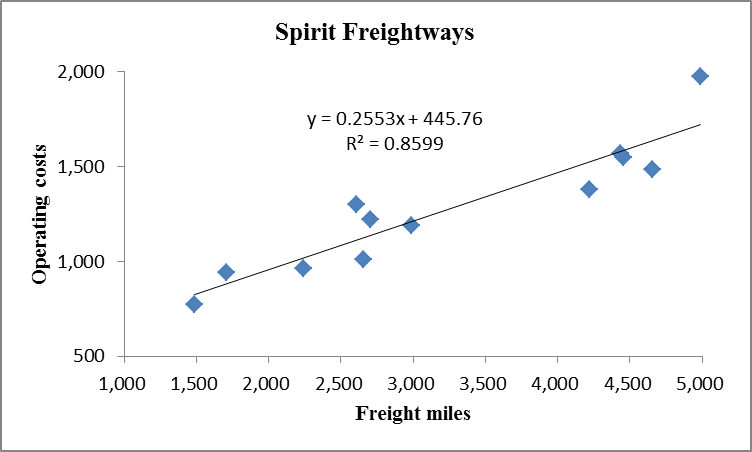 Spirit Freightways
2,000
1,500
1,000
500
y = 0.2553x + 445.76
R² = 0.8599
Operating costs
1,000 1,500 2,000 2,500 3,000 3,500 4,000 4,500 5,000
Freight miles